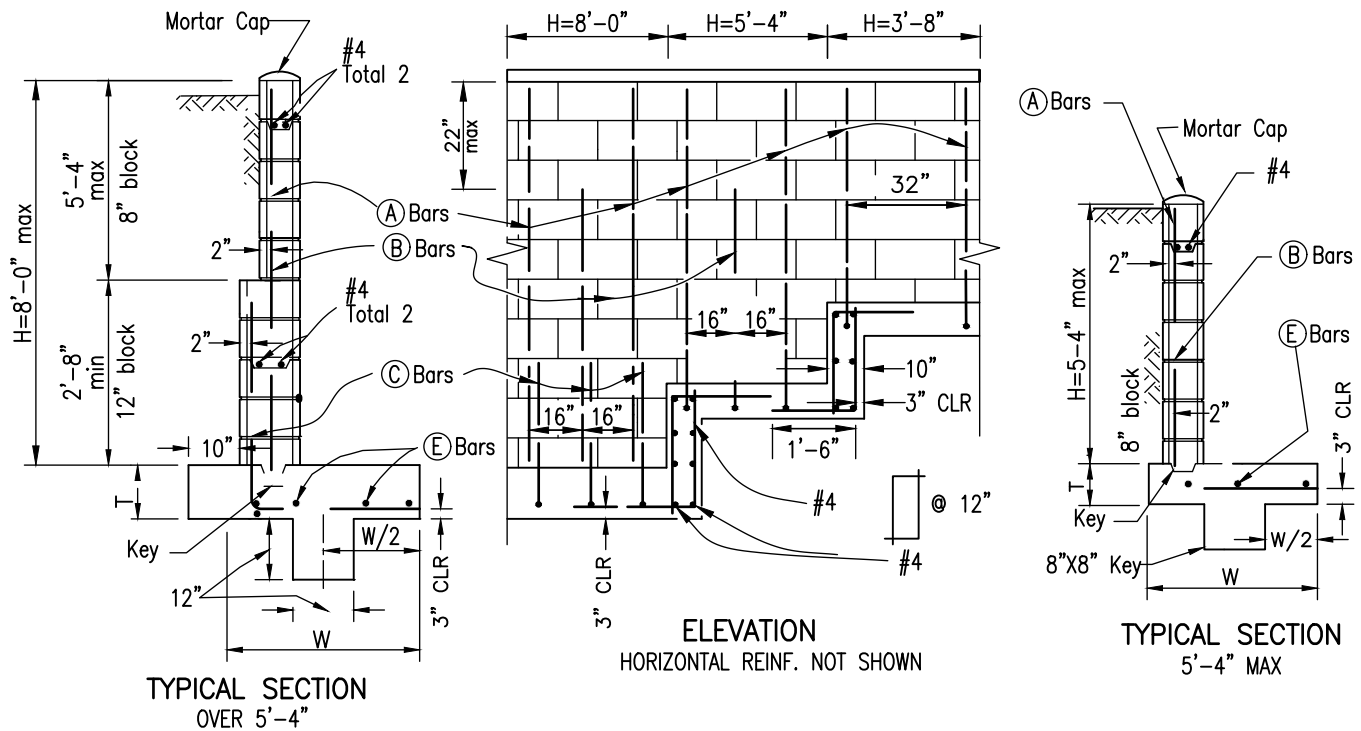 Mortar Cap
#4
Total 2
H=8'-0" max
5'-4"
max
8" block
2"
#4
Total 2
2'-8"
min
12" block
2"
10"
T
Key
12"
W/2
W
3" CLR
TYPICAL SECTION
OVER 5'-4"
A Bars
B Bars
C Bars
E Bars
H=8'-0"
H=5'-4"
H=3'-8"
22"
max
32"
16"
16"
16"
16"
10"
3" CLR
1'-6"
#4
@ 12"
#4
3" CLR
ELEVATION
HORIZONTAL REINF. NOT SHOWN
A Bars
Mortar Cap
#4
2"
B Bars
H=5-4" max
E Bars
8" block
2"
3" CLR
T
Key
8"X8" Key
W/2
W
TYPICAL SECTION
5'-4" MAX